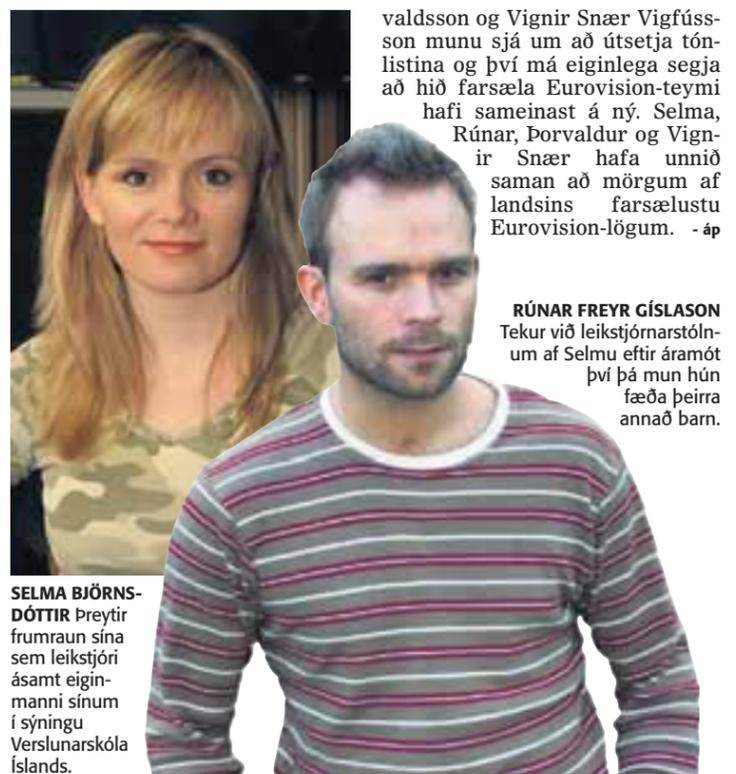 valdsson og Vignir Snær Vigfúss-
son munu sjá um að útsetja tón-
listina og því má eiginlega segja
að hið farsæla Eurovision-teymi
hafi sameinast á ný. Selma,
Rúnar, Þorvaldur og Vign-
ir Snær hafa unnið
saman að mörgum af
landsins farsælustu
Eurovision-lögum. - áp
RÚNAR FREYR GÍSLASON
Tekur við leikstjórnarstóln-
um af Selmu eftir áramót
því þá mun hún
fæða þeirra
annað barn.
SELMA BJÖRNS-
DÓTTIR Þreytir
frumraun sína
sem leikstjóri
ásamt eigin-
manni sínum
í sýningu
Verslunarskóla
Íslands.